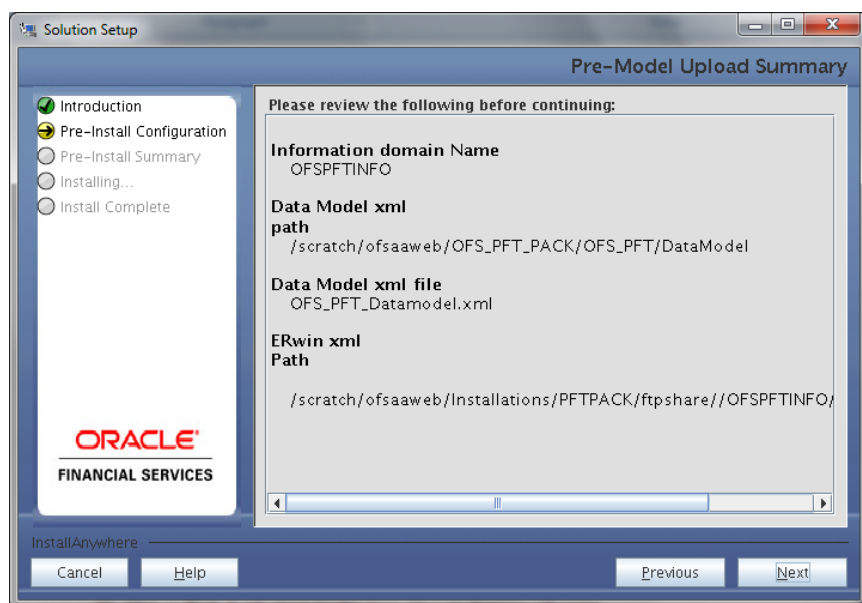 Solution Setup
Pre-Model Upload Summary
Introduction
Pre-Install Configuration
Pre-Install Summary
Installing...
Install Complete
ORACLE
FINANCIAL SERVICES
Please review the following before continuing:
Information domain Name
OFSPFTINFO
Data Model xml
path
/scratch/ofsaaweb/OFS_PFT_PACK/OFS_PFT/DataModel
Data Model xml file
OFS_PFT_Datamodel.xml
ERwin xml
Path
/scratch/ofsaaweb/Installations/PFTPACK/ftpshare//OFSPFTINFO/
InstallAnywhere
Cancel Help Previous Next